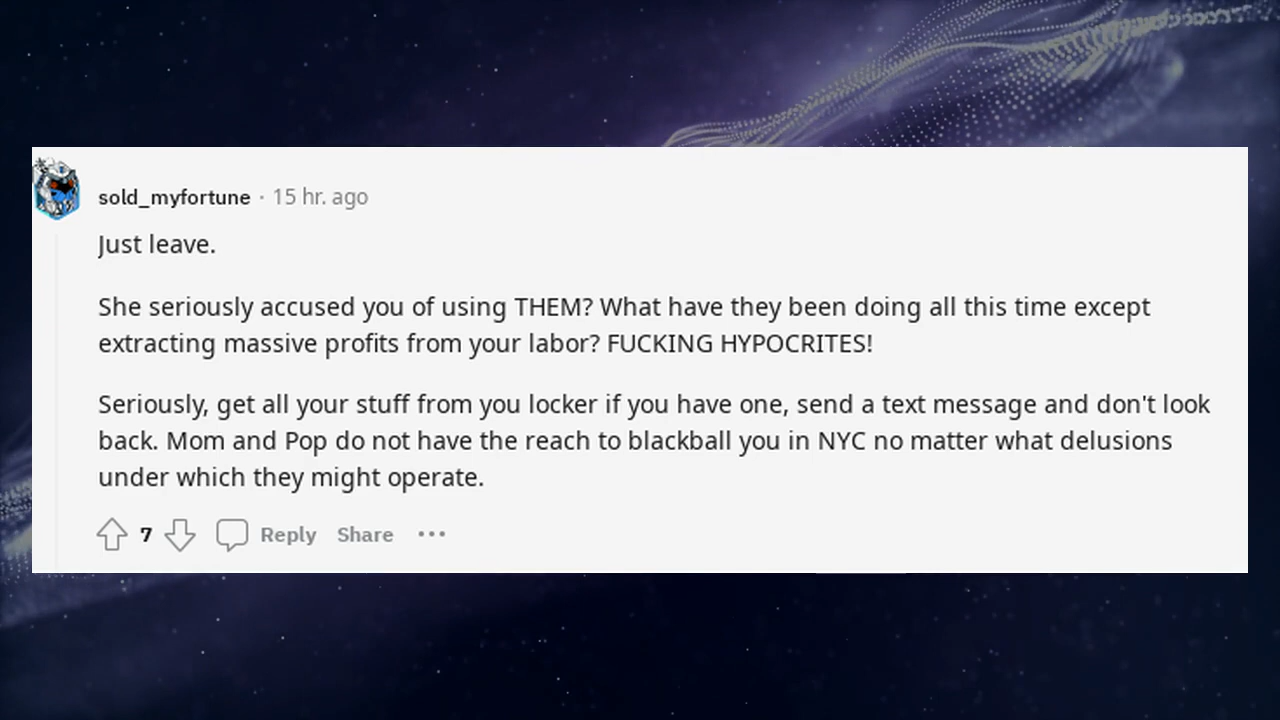 sold_myfortune · 15 hr. ago
Just leave.
She seriously accused you of using THEM? What have they been doing all this time except
extracting massive profits from your labor? FUCKING HYPOCRITES!
Seriously, get all your stuff from you locker if you have one, send a text message and don't look
back. Mom and Pop do not have the reach to blackball you in NYC no matter what delusions
under which they might operate.
7 Reply Share •••